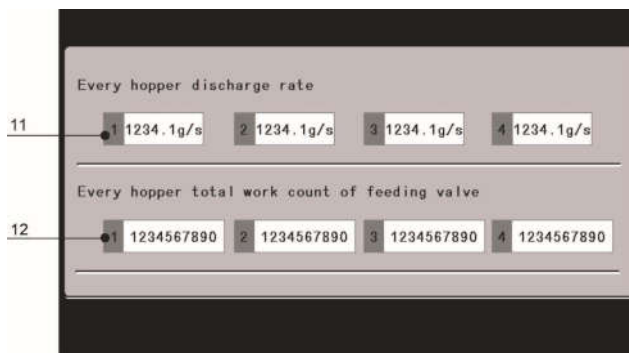 Every hopper discharge rate
11
1 1234.1g/s 2 1234.1g/s 3 1234.1g/s 4 1234.1g/s
Every hopper total work count of feeding valve
12
1 1234567890 2 1234567890 3 1234567890 4 1234567890